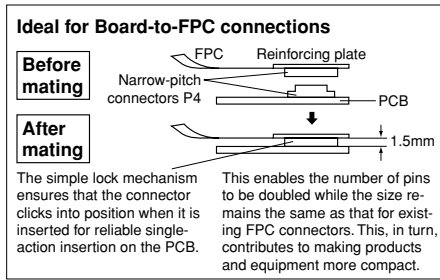 Ideal for Board-to-FPC connections
Before
mating
FPC
Reinforcing plate
Narrow-pitch
connectors P4
PCB
After
mating
1.5mm
The simple lock mechanism
ensures that the connector
clicks into position when it is
inserted for reliable single-
action insertion on the PCB.
This enables the number of pins
to be doubled while the size re-
mains the same as that for exist-
ing FPC connectors. This, in turn,
contributes to making products
and equipment more compact.